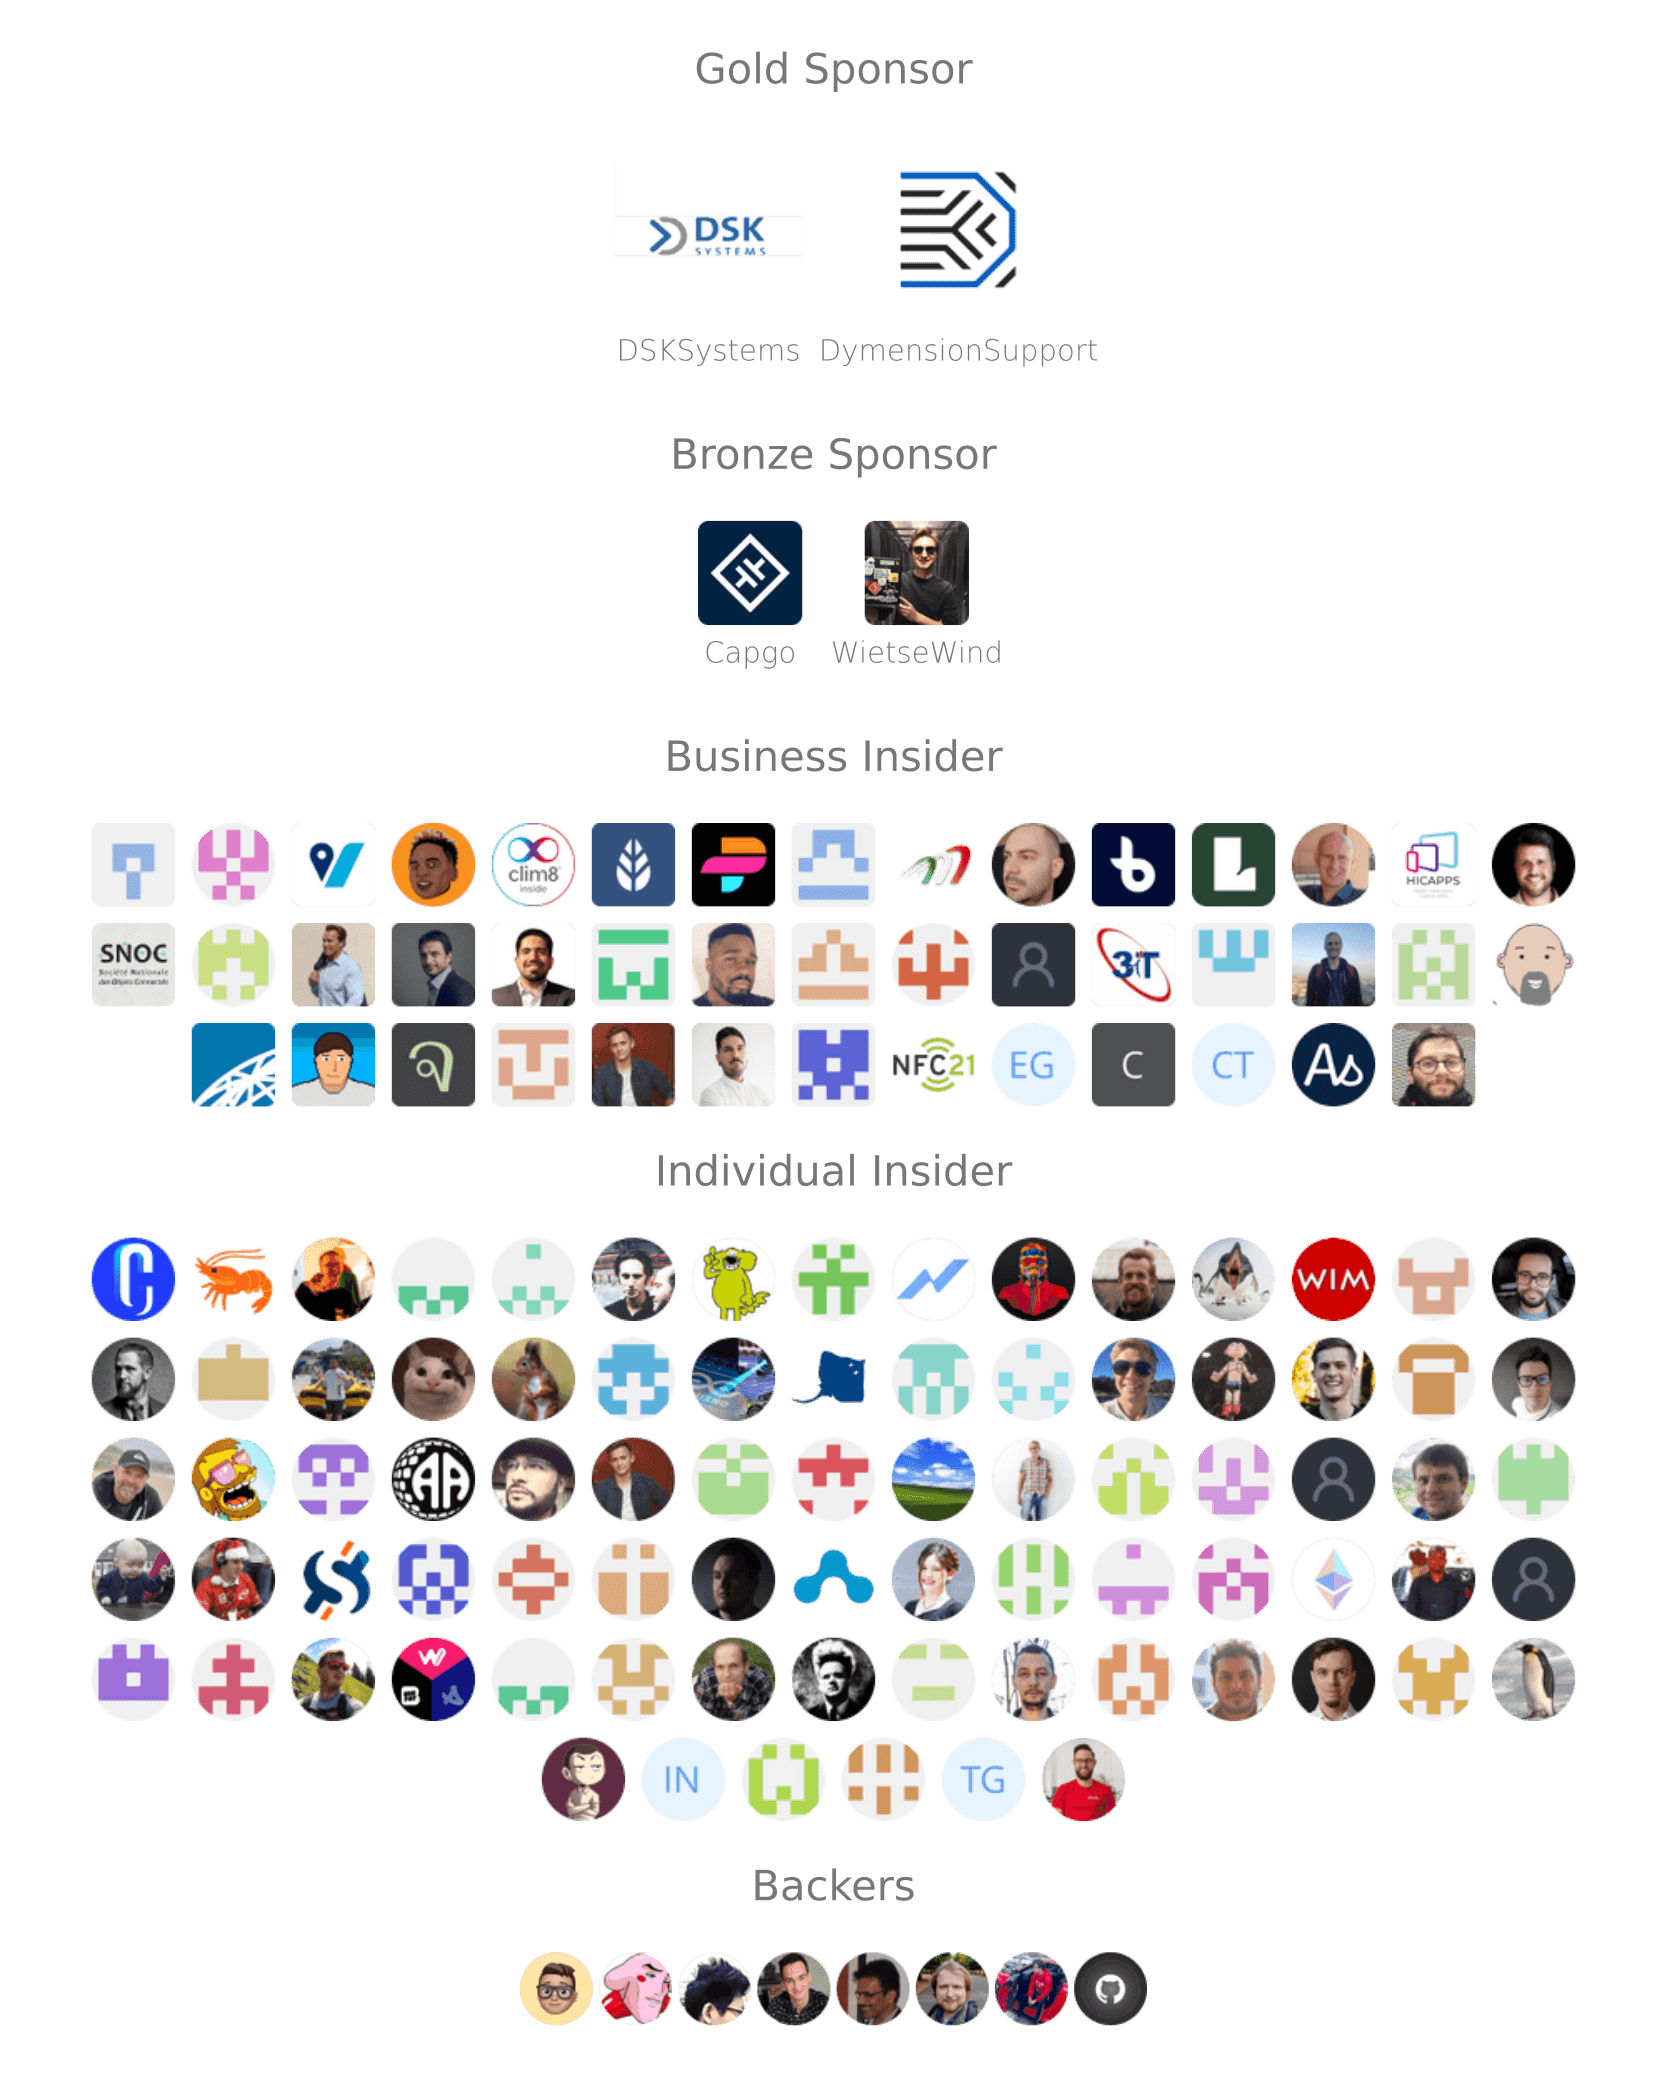 Gold Sponsor
DSK
SYSTEMS
DSKSystems DymensionSupport
Bronze Sponsor
Capgo WietseWind
Business Insider
clim8
inside
HICAPPS
SNOC
Société Nationale
des Objets Connectés
3iT
NFC21
EG
C
CT
As
Individual Insider
WIM
AA
IN
TG
Backers